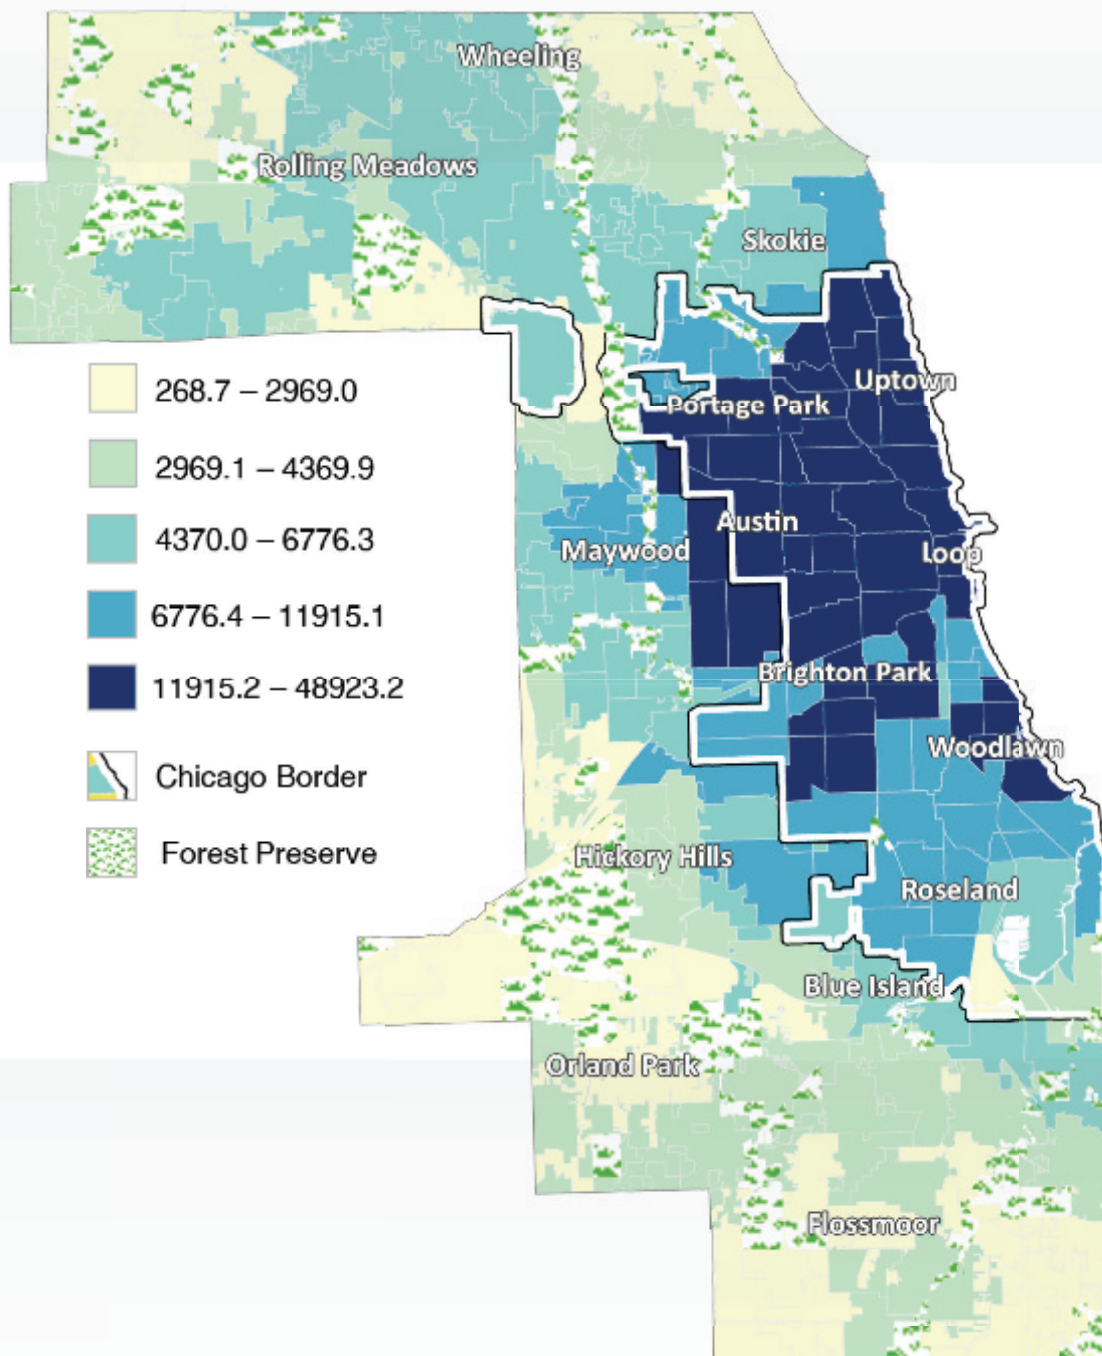 Wheeling
Rolling Meadows
Skokie
268.7 – 2969.0
Uptown
Portage Park
2969.1 – 4369.9
Austin
4370.0 – 6776.3
Maywood
Loop
6776.4 – 11915.1
11915.2 – 48923.2
Brighton Park
Woodlawn
Chicago Border
Forest Preserve
Hickory Hills
Roseland
Blue Island
Orland Park
Flossmoor